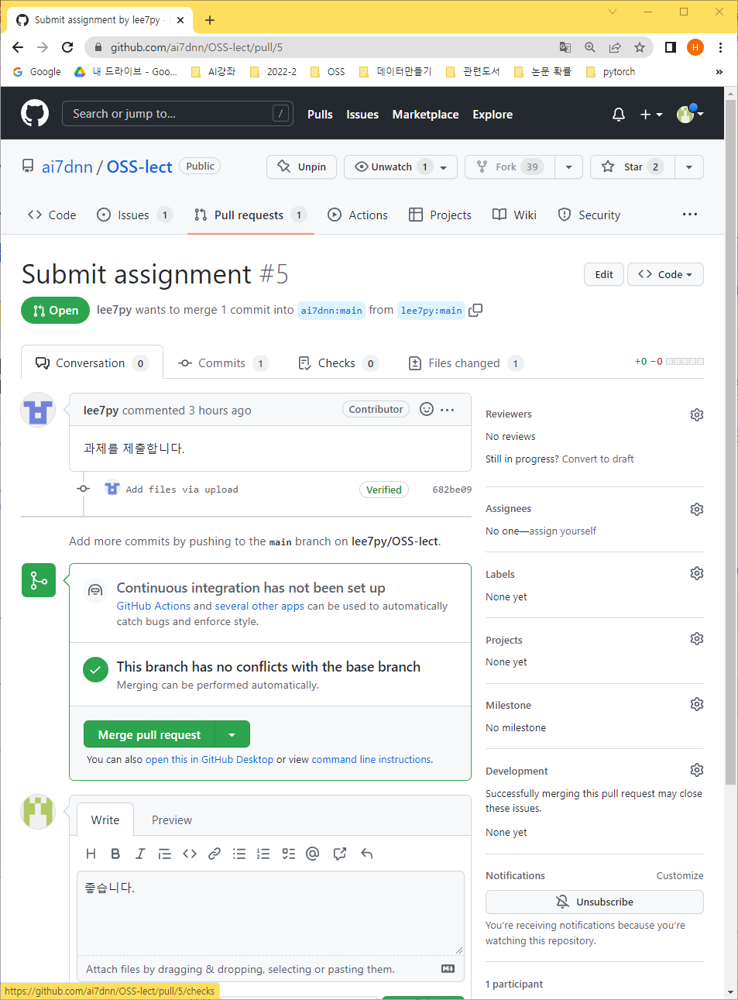 Submit assignment by lee7py
github.com/ai7dnn/OSS-lect/pull/5
H
Google 내 드라이브 - Goo... AI강좌 2022-2 OSS 데이터만들기 관련도서 논문 확률 pytorch »
Search or jump to... / Pulls Issues Marketplace Explore
ai7dnn / OSS-lect Public Unpin Unwatch 1 Fork 39 Star 2
Code Issues 1 Pull requests 1 Actions Projects Wiki Security ...
Submit assignment #5 Edit Code
Open lee7py wants to merge 1 commit into ai7dnn:main from lee7py:main
Conversation 0 Commits 1 Checks 0 Files changed 1 +0 −0
lee7py commented 3 hours ago Contributor ...
과제를 제출합니다.
Add files via upload Verified 682be09
Add more commits by pushing to the main branch on lee7py/OSS-lect.
Continuous integration has not been set up
GitHub Actions and several other apps can be used to automatically
catch bugs and enforce style.
This branch has no conflicts with the base branch
Merging can be performed automatically.
Merge pull request
You can also open this in GitHub Desktop or view command line instructions.
Write Preview
H B I @
좋습니다.
Attach files by dragging & dropping, selecting or pasting them.
Reviewers
No reviews
Still in progress? Convert to draft
Assignees
No one—assign yourself
Labels
None yet
Projects
None yet
Milestone
No milestone
Development
Successfully merging this pull request may close
these issues.
None yet
Notifications Customize
Unsubscribe
You're receiving notifications because you're
watching this repository.
1 participant
https://github.com/ai7dnn/OSS-lect/pull/5/checks